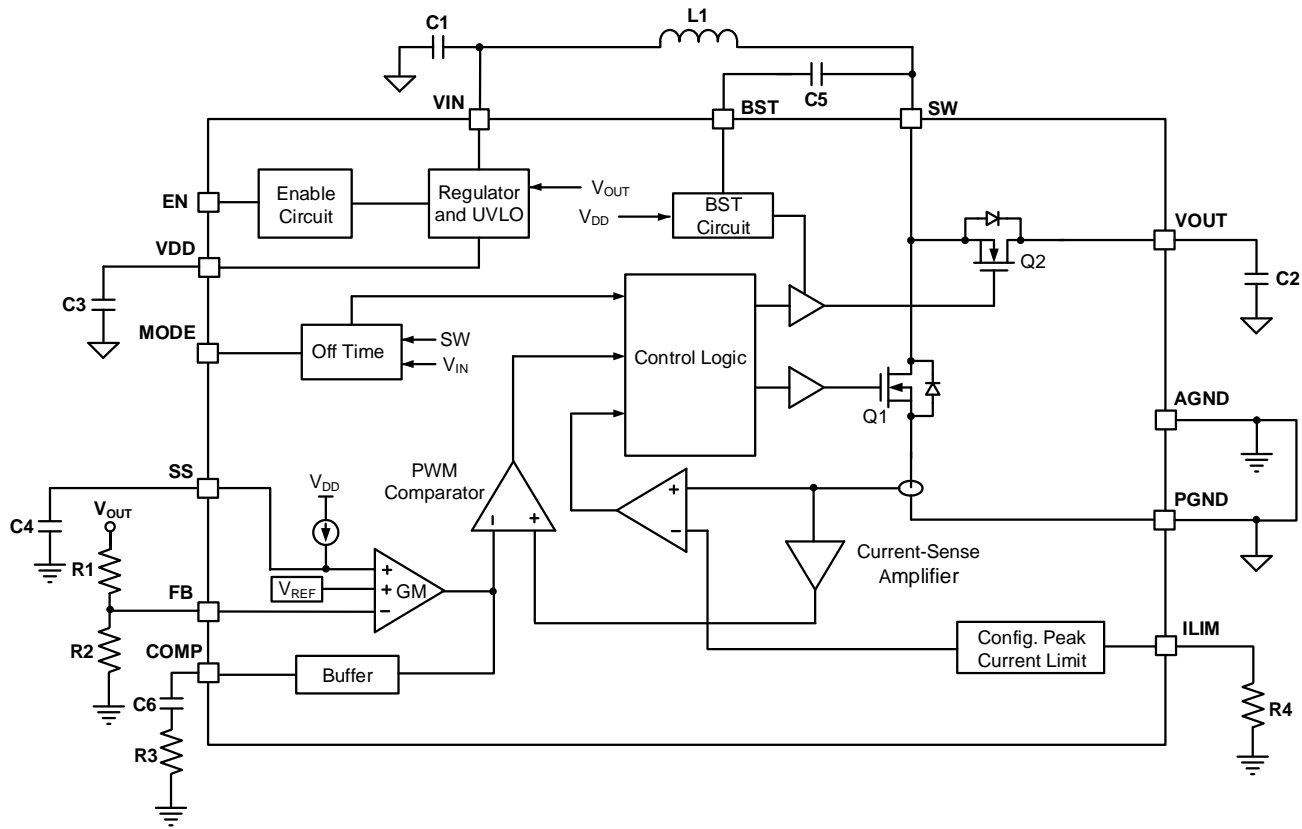 C1
L1
C5
VIN
BST
SW
EN
Enable
Circuit
Regulator
and UVLO
VOUT
VDD
BST
Circuit
VOUT
Q2
C2
VDD
C3
MODE
Off Time
SW
VIN
Control Logic
Q1
AGND
SS
C4
VOUT
R1
FB
R2
VDD
VREF
+
+
−
GM
PWM
Comparator
−
+
+
−
Current-Sense
Amplifier
PGND
COMP
Buffer
C6
R3
Config. Peak
Current Limit
ILIM
R4